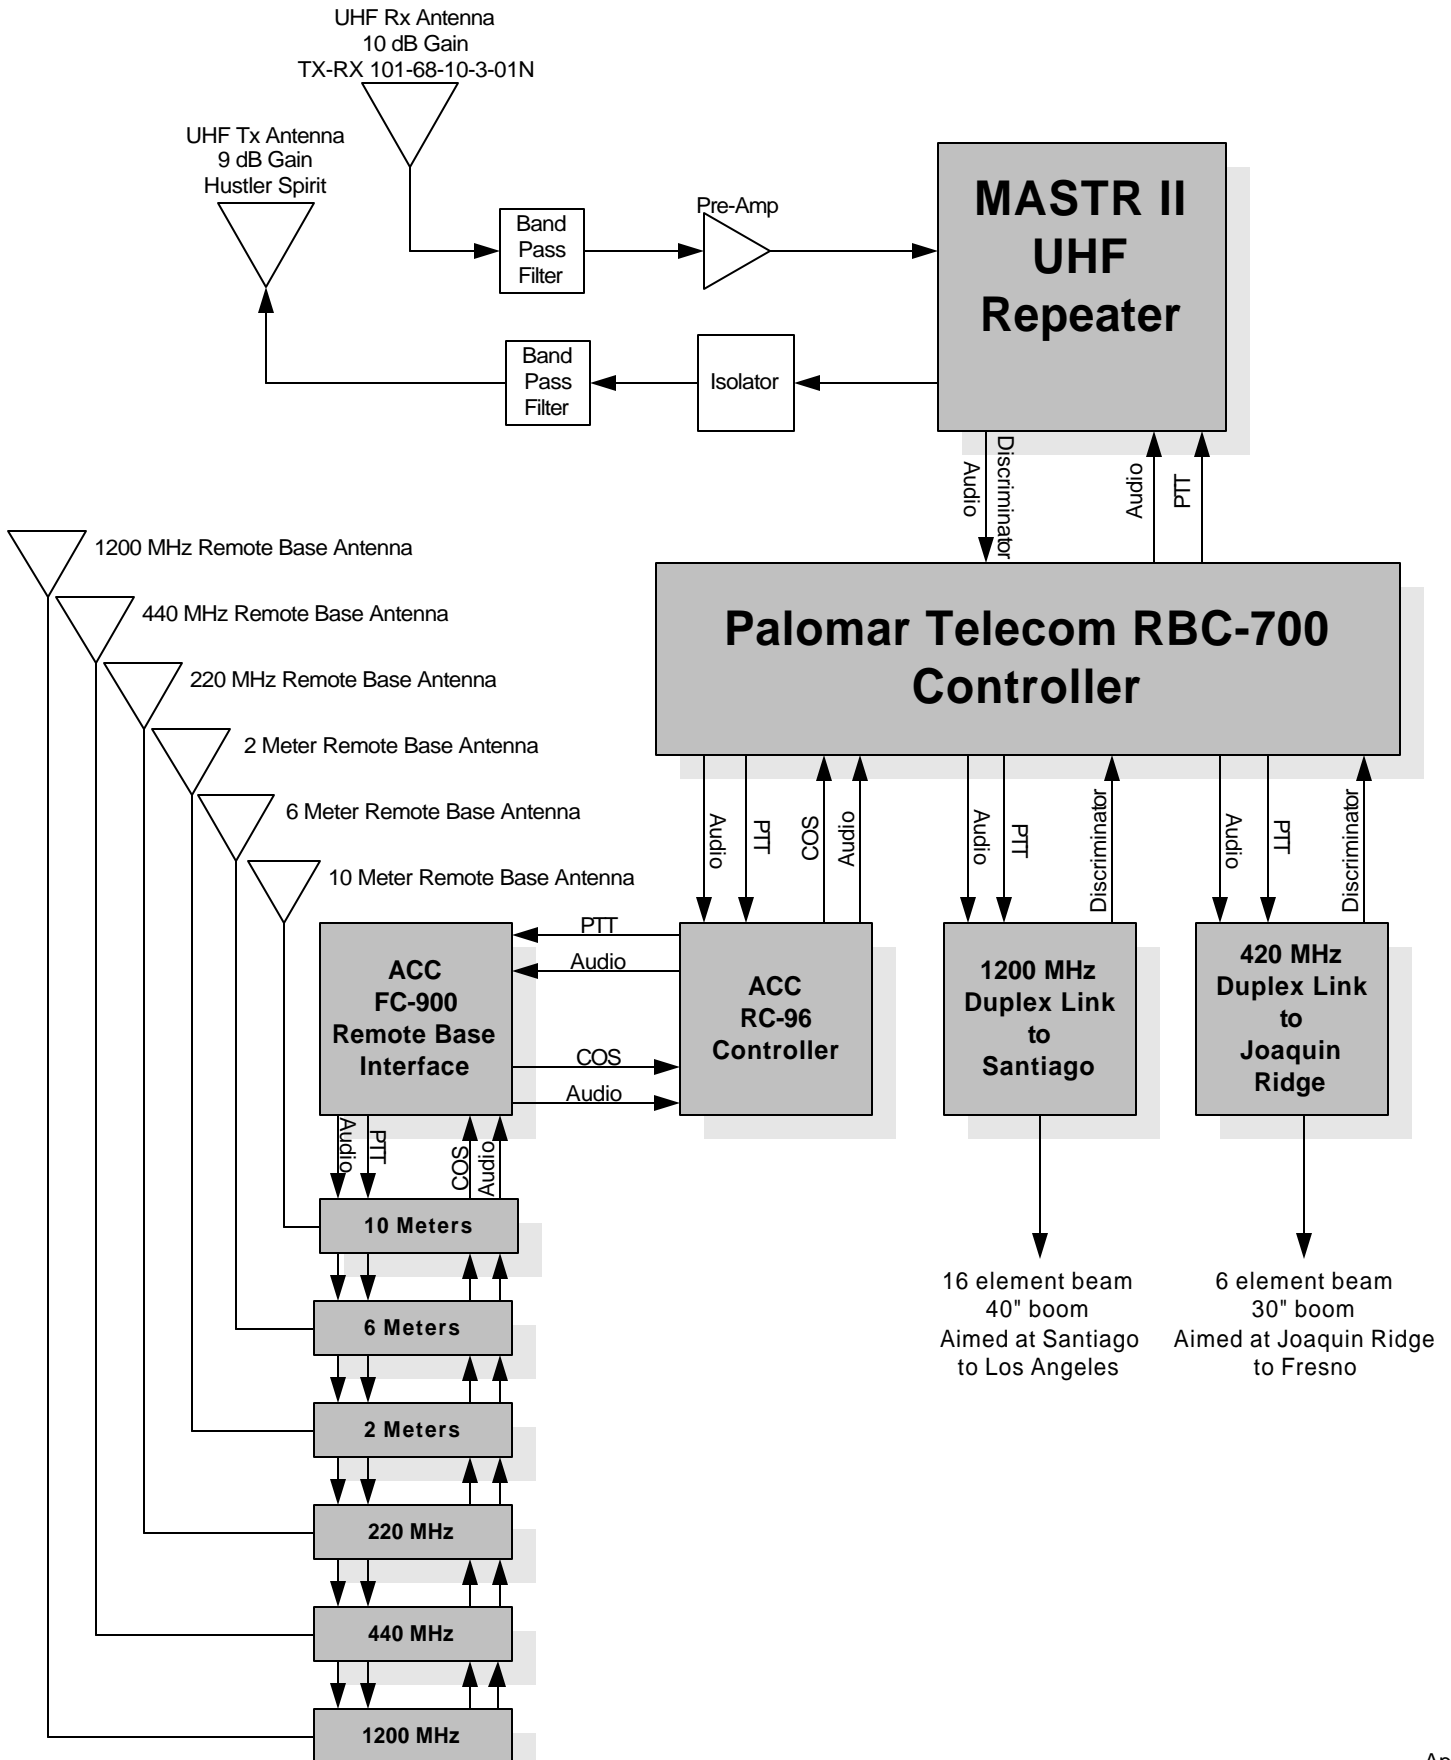 UHF Rx Antenna
10 dB Gain
TX-RX 101-68-10-3-01N
UHF Tx Antenna
9 dB Gain
Hustler Spirit
Band
Pass
Filter
Pre-Amp
MASTR II
UHF
Repeater
Band
Pass
Filter
Isolator
Discriminator
Audio
Audio
PTT
1200 MHz Remote Base Antenna
440 MHz Remote Base Antenna
220 MHz Remote Base Antenna
2 Meter Remote Base Antenna
6 Meter Remote Base Antenna
10 Meter Remote Base Antenna
Palomar Telecom RBC-700
Controller
Audio
PTT
COS
Audio
Audio
PTT
Discriminator
Audio
PTT
Discriminator
ACC
FC-900
Remote Base
Interface
PTT
Audio
COS
Audio
ACC
RC-96
Controller
1200 MHz
Duplex Link
to
Santiago
420 MHz
Duplex Link
to
Joaquin
Ridge
Audio
PTT
COS
Audio
10 Meters
6 Meters
2 Meters
220 MHz
440 MHz
1200 MHz
16 element beam
40" boom
Aimed at Santiago
to Los Angeles
6 element beam
30" boom
Aimed at Joaquin Ridge
to Fresno